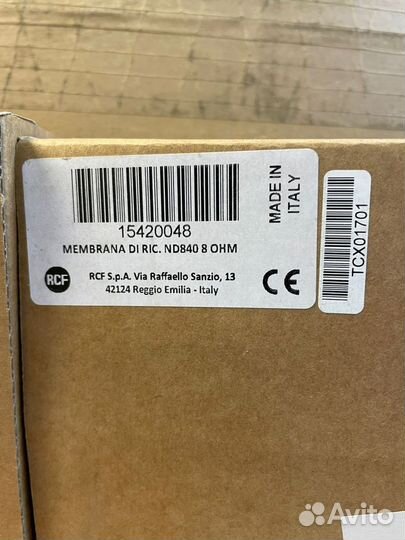 15420048
MEMBRANA DI RIC. ND840 8 OHM
RCF
RCF S.p.A. Via Raffaello Sanzio, 13
42124 Reggio Emilia - Italy
MADE IN
ITALY
CE
TCX01701
Avito